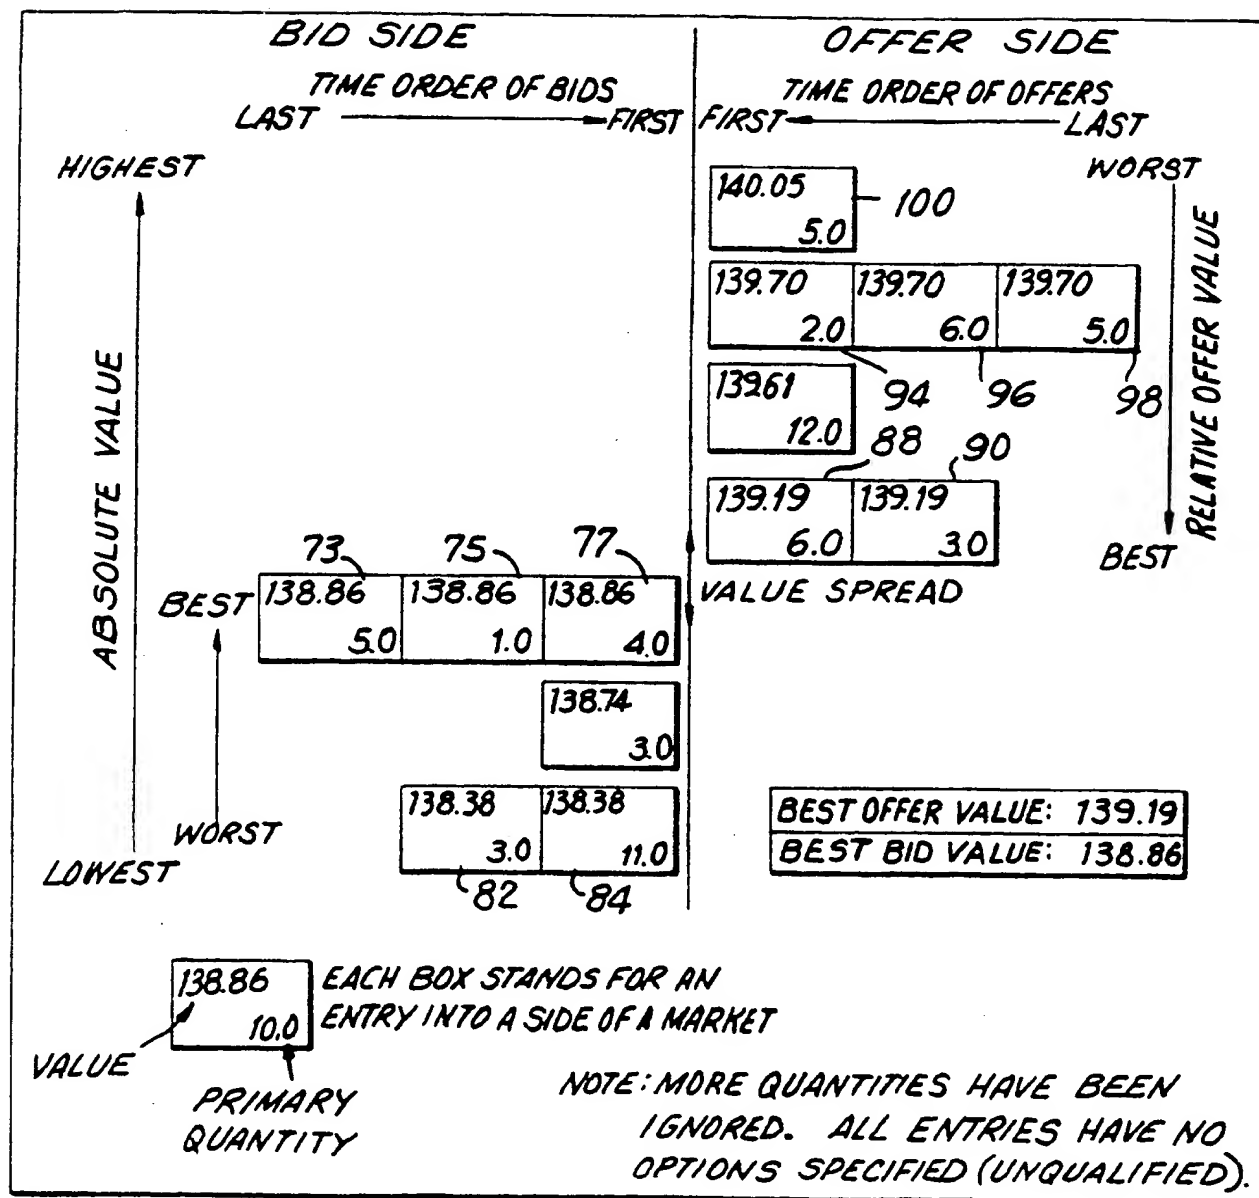 BID SIDE
OFFER SIDE
TIME ORDER OF BIDS
TIME ORDER OF OFFERS
LAST
FIRST
FIRST
LAST
HIGHEST
WORST
140.05
5.0
100
139.70
139.70
139.70
2.0
6.0
5.0
RELATIVE OFFER VALUE
94
96
98
139.61
12.0
88
90
139.19
139.19
6.0
3.0
BEST
ABSOLUTE VALUE
73
75
77
BEST
138.86
138.86
138.86
5.0
1.0
4.0
VALUE SPREAD
138.74
3.0
138.38
138.38
3.0
11.0
WORST
LOWEST
82
84
BEST OFFER VALUE: 139.19
BEST BID VALUE: 138.86
138.86
10.0
EACH BOX STANDS FOR AN
ENTRY INTO A SIDE OF A MARKET
VALUE
PRIMARY
QUANTITY
NOTE: MORE QUANTITIES HAVE BEEN
IGNORED. ALL ENTRIES HAVE NO
OPTIONS SPECIFIED (UNQUALIFIED).